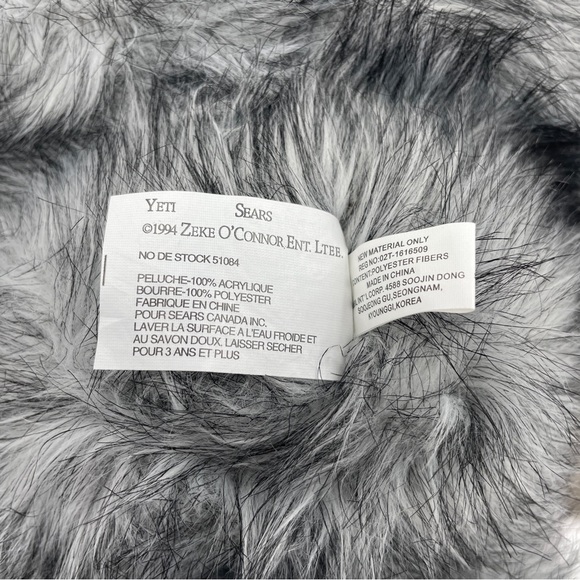 YETI SEARS
©1994 ZEKE O'CONNOR ENT. LTEE.
NO DE STOCK 51084
PELUCHE-100% ACRYLIQUE
BOURRE-100% POLYESTER
FABRIQUE EN CHINE
POUR SEARS CANADA INC,
LAVER LA SURFACE A L'EAU FROIDE ET
AU SAVON DOUX. LAISSER SECHER
POUR 3 ANS ET PLUS
NEW MATERIAL ONLY
REG NO:02T-1616509
CONTENT:POLYESTER FIBERS
MADE IN CHINA
INT'L CORP. 4588 SOOJIN DONG
SOOJEONG GU,SEONGNAM,
KYOUNGGI,KOREA